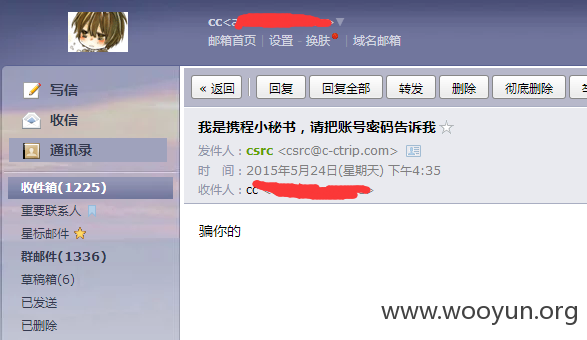 cc<a
邮箱首页 | 设置 - 换肤 | 域名邮箱
写信
收信
通讯录
收件箱(1225)
重要联系人
星标邮件
群邮件(1336)
草稿箱(6)
已发送
已删除
« 返回 回复 回复全部 转发 删除 彻底删除
我是携程小秘书，请把账号密码告诉我
发件人：csrc <csrc@c-ctrip.com>
时 间：2015年5月24日(星期天) 下午4:35
收件人：cc
骗你的
www.wooyun.org